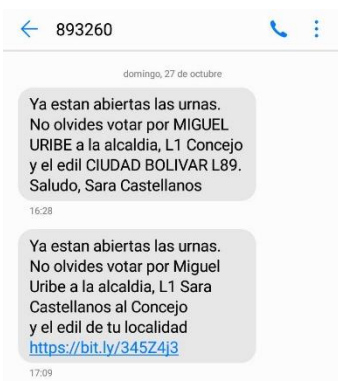 893260
domingo, 27 de octubre
Ya estan abiertas las urnas.
No olvides votar por MIGUEL
URIBE a la alcaldia, L1 Concejo
y el edil CIUDAD BOLIVAR L89.
Saludo, Sara Castellanos
16:28
Ya estan abiertas las urnas.
No olvides votar por Miguel
Uribe a la alcaldia, L1 Sara
Castellanos al Concejo
y el edil de tu localidad
https://bit.ly/345Z4j3
17:09